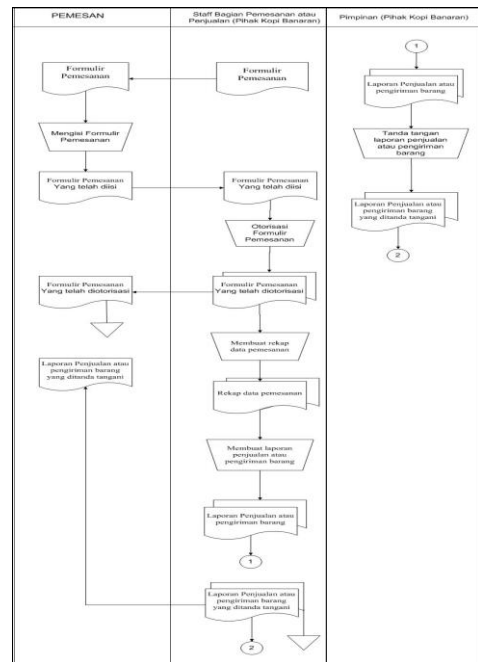 PEMESAN
Staff Bagian Pemesanan atau
Penjualan (Pihak Kopi Banaran)
Pimpinan (Pihak Kopi Banaran)
Formulir
Pemesanan
Formulir
Pemesanan
Mengisi Formulir
Pemesanan
Formulir Pemesanan
Yang telah diisi
Formulir Pemesanan
Yang telah diisi
Otorisasi
Formulir
Pemesanan
Formulir Pemesanan
Yang telah diotorisasi
Formulir Pemesanan
Yang telah diotorisasi
Membuat rekap
data pemesanan
Laporan Penjualan atau
pengiriman barang
yang ditanda tangani
Rekap data pemesanan
Membuat laporan
penjualan atau
pengiriman barang
Laporan Penjualan atau
pengiriman barang
1
Laporan Penjualan atau
pengiriman barang
yang ditanda tangani
2
1
Laporan Penjualan atau
pengiriman barang
Tanda tangan
laporan penjualan
atau pengiriman
barang
Laporan Penjualan atau
pengiriman barang
yang ditanda tangani
2